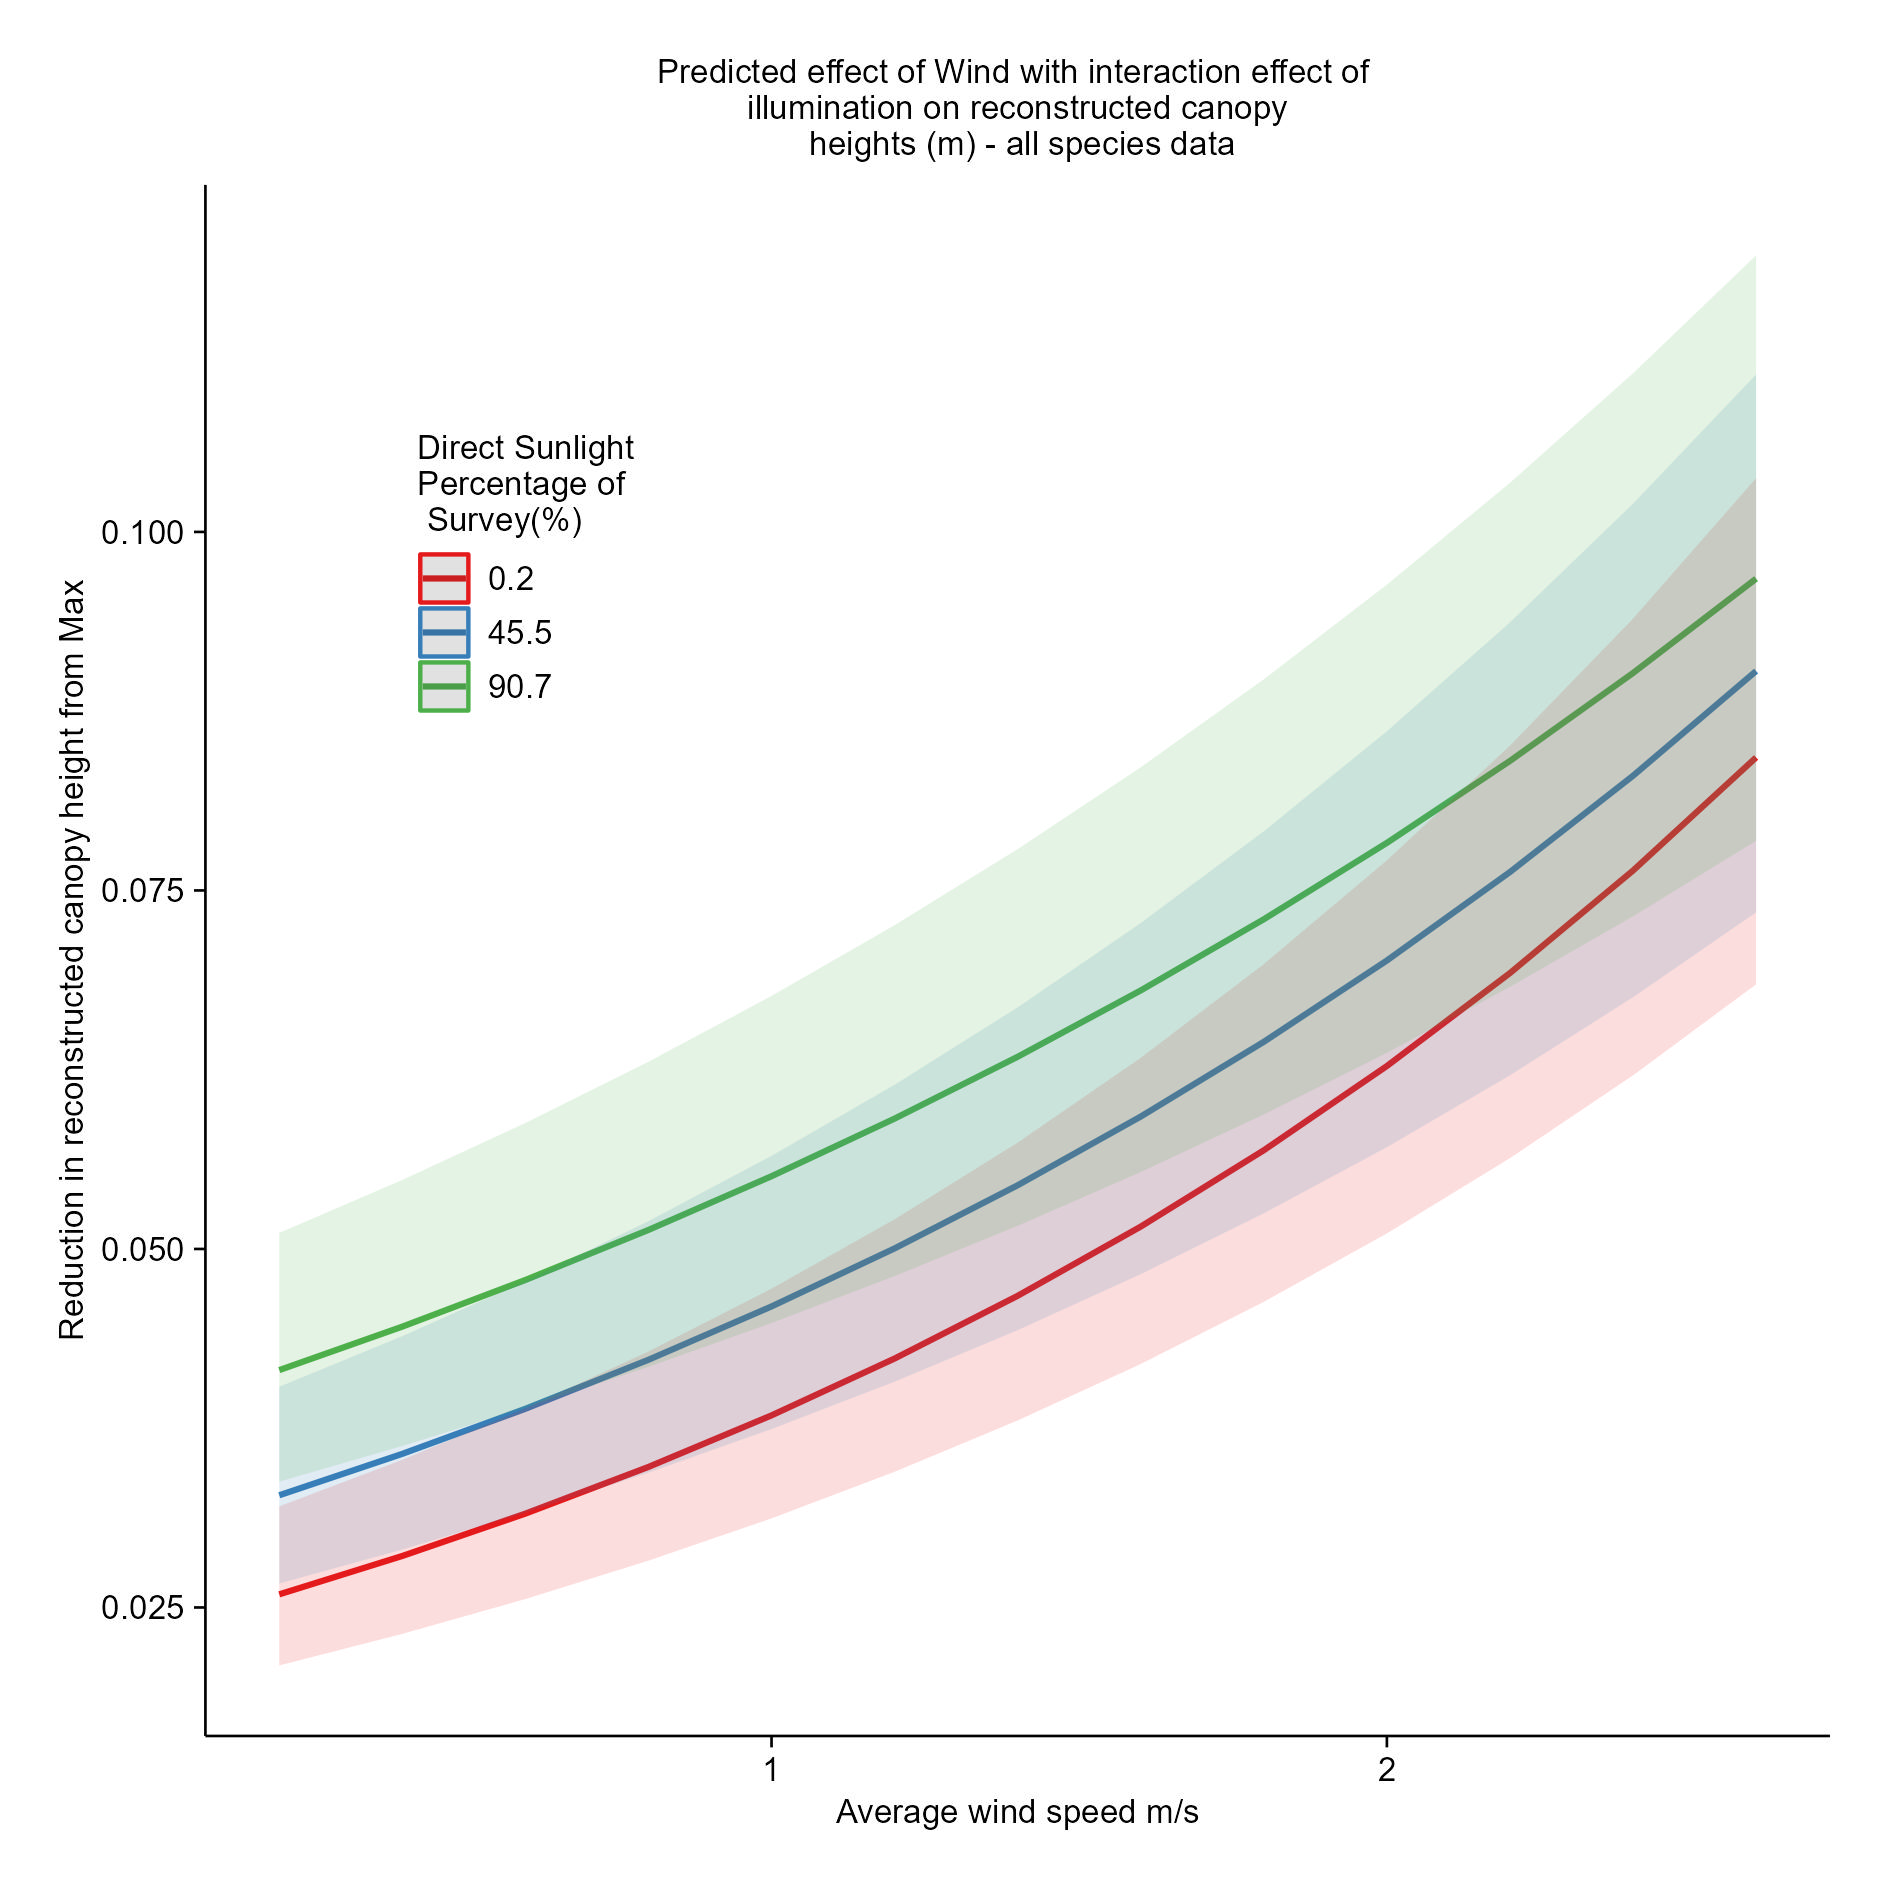 Predicted effect of Wind with interaction effect of
illumination on reconstructed canopy
heights (m) - all species data
Reduction in reconstructed canopy height from Max
0.100
0.075
0.050
0.025
Direct Sunlight
Percentage of
Survey(%)
0.2
45.5
90.7
1
2
Average wind speed m/s